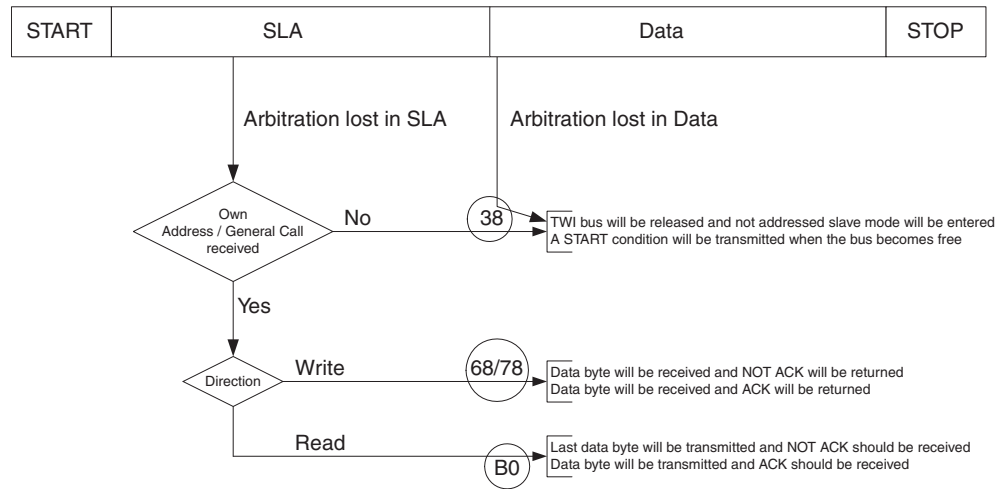 START SLA Data STOP
Arbitration lost in SLA Arbitration lost in Data
Own
Address / General Call
received
No
38
TWI bus will be released and not addressed slave mode will be entered
A START condition will be transmitted when the bus becomes free
Yes
Direction
Write
68/78
Data byte will be received and NOT ACK will be returned
Data byte will be received and ACK will be returned
Read
B0
Last data byte will be transmitted and NOT ACK should be received
Data byte will be transmitted and ACK should be received